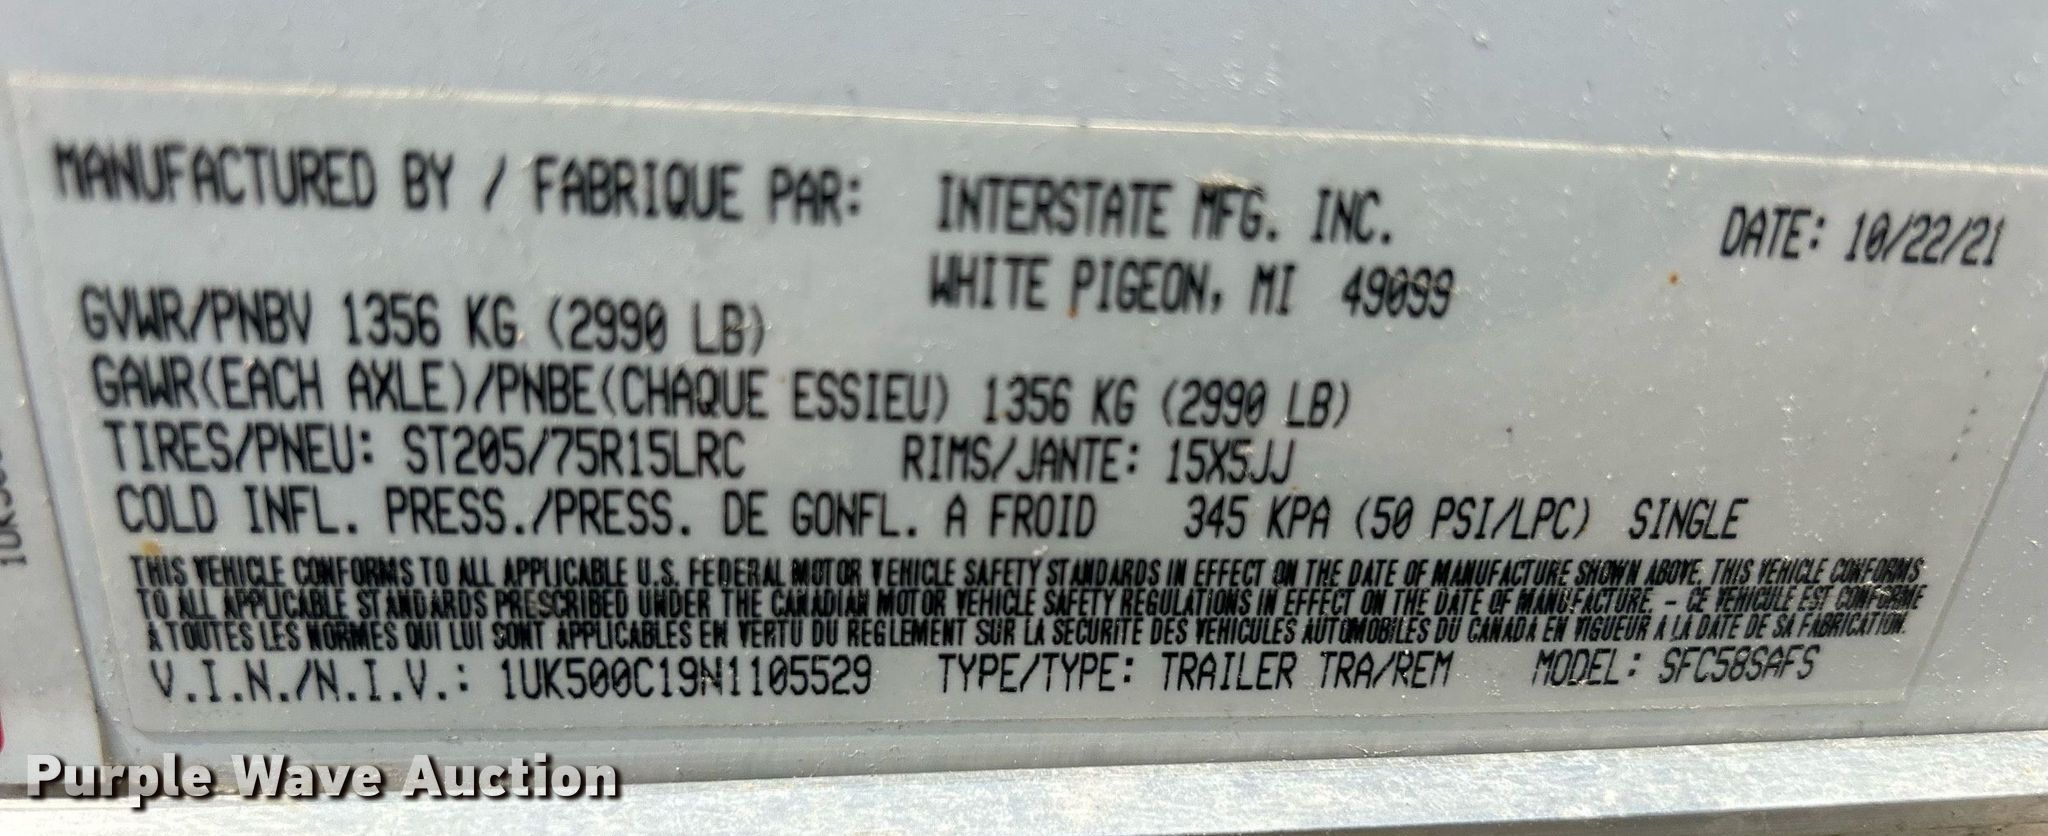 MANUFACTURED BY / FABRIQUE PAR: INTERSTATE MFG. INC. DATE: 10/22/21
WHITE PIGEON, MI 49099
GVWR/PNBV 1356 KG (2990 LB)
GAWR(EACH AXLE)/PNBE(CHAQUE ESSIEU) 1356 KG (2990 LB)
TIRES/PNEU: ST205/75R15LRC RIMS/JANTE: 15X5JJ
COLD INFL. PRESS./PRESS. DE GONFL. A FROID 345 KPA (50 PSI/LPC) SINGLE
THIS VEHICLE CONFORMS TO ALL APPLICABLE U.S. FEDERAL MOTOR VEHICLE SAFETY STANDARDS IN EFFECT ON THE DATE OF MANUFACTURE SHOWN ABOVE. THIS VEHICLE CONFORMS
TO ALL APPLICABLE STANDARDS PRESCRIBED UNDER THE CANADIAN MOTOR VEHICLE SAFETY REGULATIONS IN EFFECT ON THE DATE OF MANUFACTURE. - CE VEHICULE EST CONFORME
A TOUTES LES NORMES QUI LUI SONT APPLICABLES EN VERTU DU REGLEMENT SUR LA SECURITE DES VEHICULES AUTOMOBILES DU CANADA EN VIGUEUR A LA DATE DE SA FABRICATION.
V.I.N./N.I.V.: 1UK500C19N1105529 TYPE/TYPE: TRAILER TRA/REM MODEL: SFC58SAFS
Purple Wave Auction